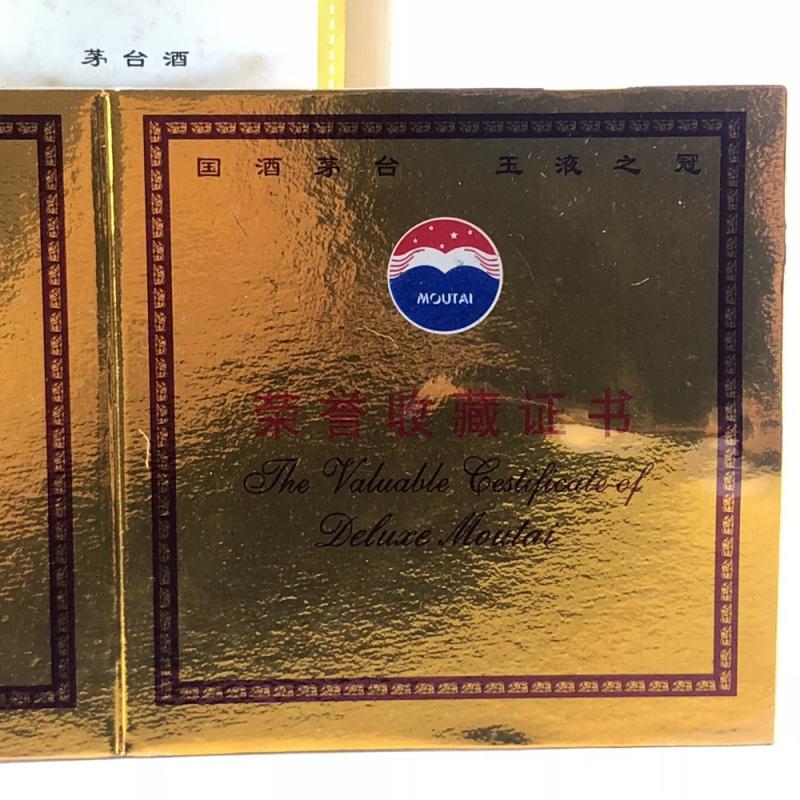 茅台酒
国酒茅台 玉液之冠
MOUTAI
荣誉收藏证书
The Valuable Cestificate of
Deluxe Moutai